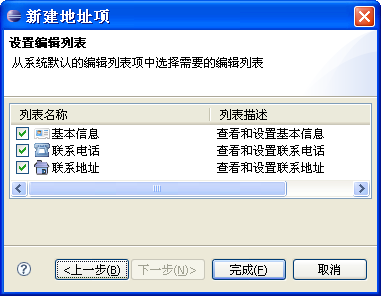 新建地址项
设置编辑列表
从系统默认的编辑列表项中选择需要的编辑列表
列表名称 列表描述
基本信息 查看和设置基本信息
联系电话 查看和设置联系电话
联系地址 查看和设置联系地址
<上一步(B) 下一步(N)> 完成(F) 取消